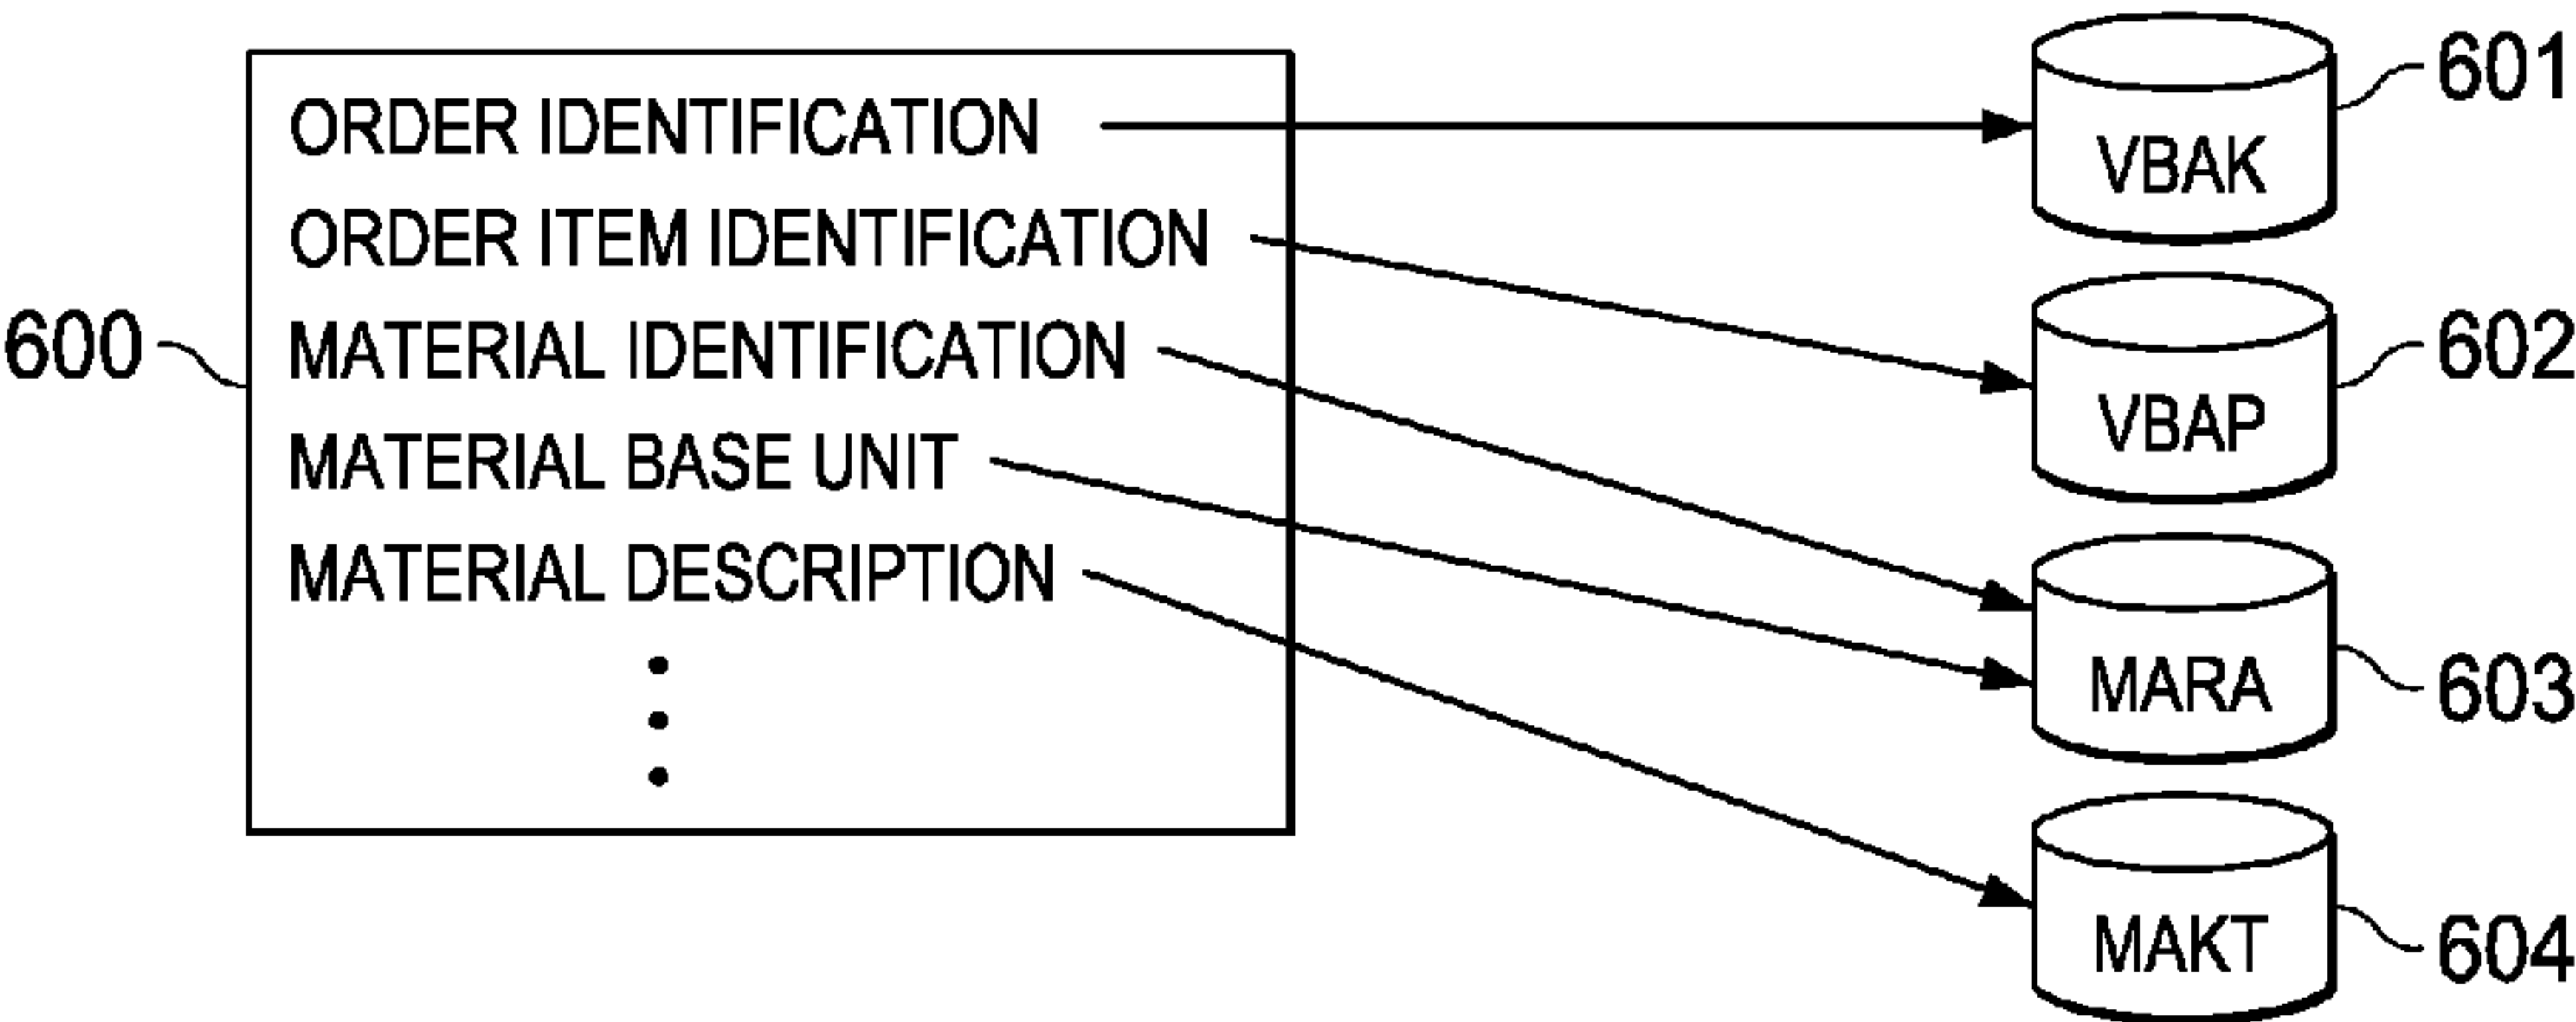 600
ORDER IDENTIFICATION
ORDER ITEM IDENTIFICATION
MATERIAL IDENTIFICATION
MATERIAL BASE UNIT
MATERIAL DESCRIPTION
VBAK
601
VBAP
602
MARA
603
MAKT
604